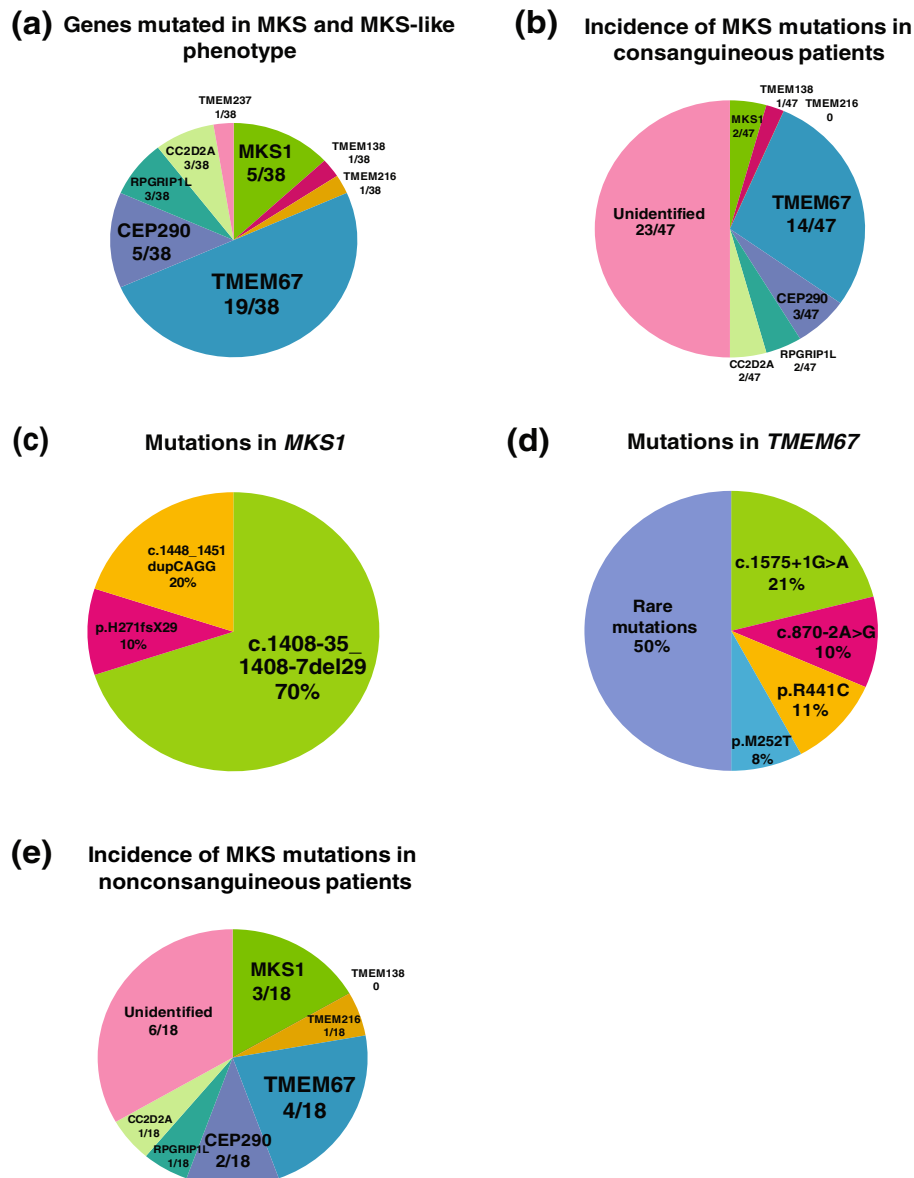 (a) Genes mutated in MKS and MKS-like
phenotype
TMEM237
1/38
MKS1
5/38
TMEM138
1/38
TMEM216
1/38
TMEM67
19/38
CEP290
5/38
RPGRIP1L
3/38
CC2D2A
3/38
(b) Incidence of MKS mutations in
consanguineous patients
MKS1
2/47
TMEM138
1/47
TMEM216
0
TMEM67
14/47
CEP290
3/47
RPGRIP1L
2/47
CC2D2A
2/47
Unidentified
23/47
(c) Mutations in MKS1
c.1448_1451
dupCAGG
20%
p.H271fsX29
10%
c.1408-35_
1408-7del29
70%
(d) Mutations in TMEM67
c.1575+1G>A
21%
c.870-2A>G
10%
p.R441C
11%
p.M252T
8%
Rare
mutations
50%
(e) Incidence of MKS mutations in
nonconsanguineous patients
MKS1
3/18
TMEM138
0
TMEM216
1/18
TMEM67
4/18
CEP290
2/18
RPGRIP1L
1/18
CC2D2A
1/18
Unidentified
6/18